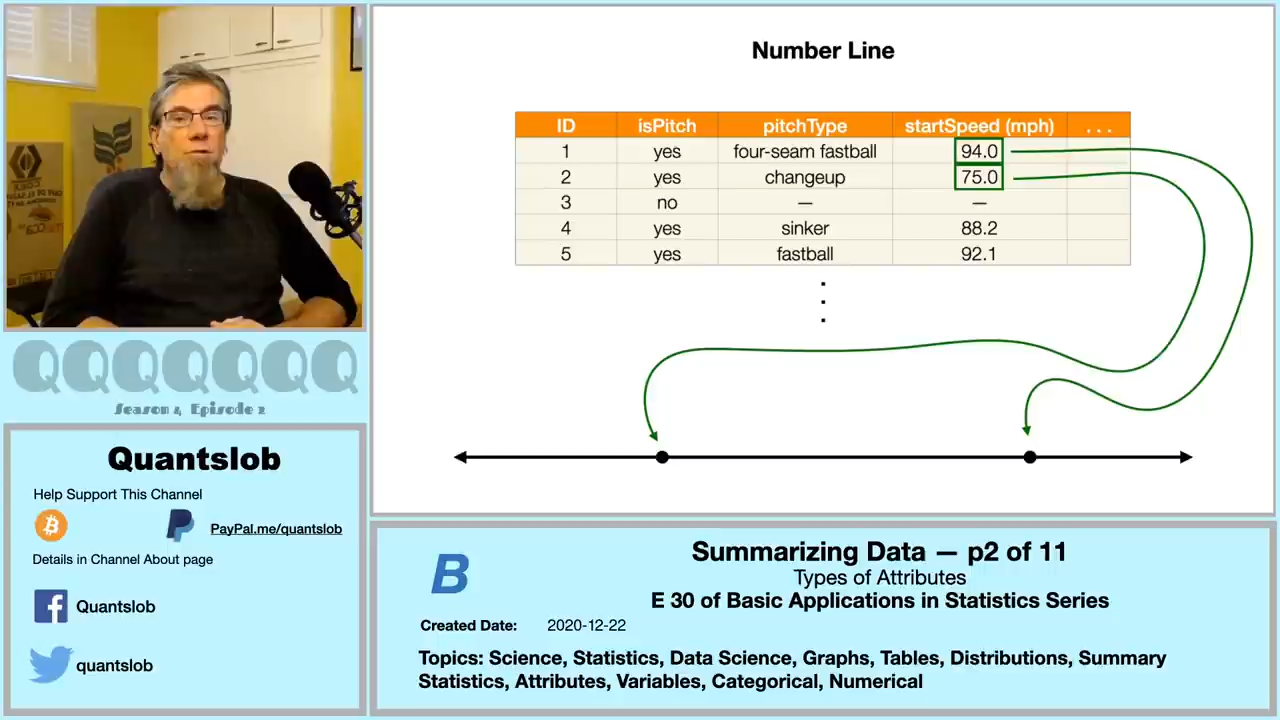 Number Line
ID isPitch pitchType startSpeed (mph) . . .
1 yes four-seam fastball 94.0
2 yes changeup 75.0
3 no — —
4 yes sinker 88.2
5 yes fastball 92.1
QQQQQQQ
Season 4 Episode 2
Quantslob
Help Support This Channel
PayPal.me/quantslob
Details in Channel About page
Quantslob
quantslob
B
Summarizing Data — p2 of 11
Types of Attributes
E 30 of Basic Applications in Statistics Series
Created Date: 2020-12-22
Topics: Science, Statistics, Data Science, Graphs, Tables, Distributions, Summary
Statistics, Attributes, Variables, Categorical, Numerical